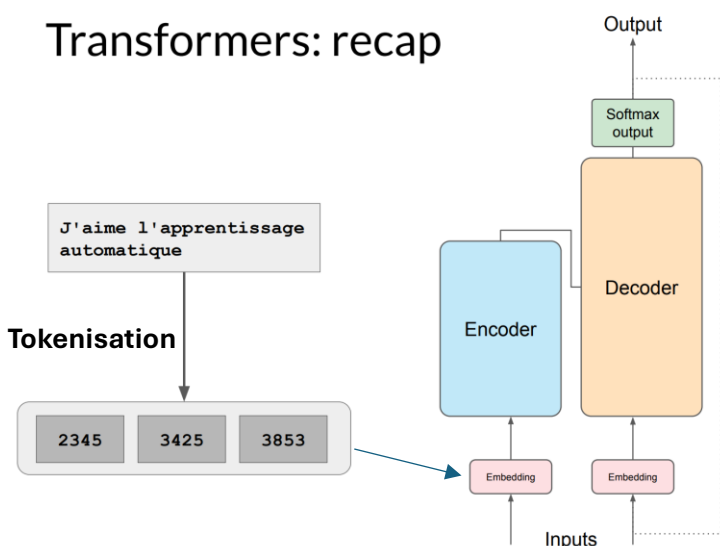 Transformers: recap
J'aime l'apprentissage
automatique
Tokenisation
2345 3425 3853
Output
Softmax
output
Decoder
Encoder
Embedding
Embedding
Inputs